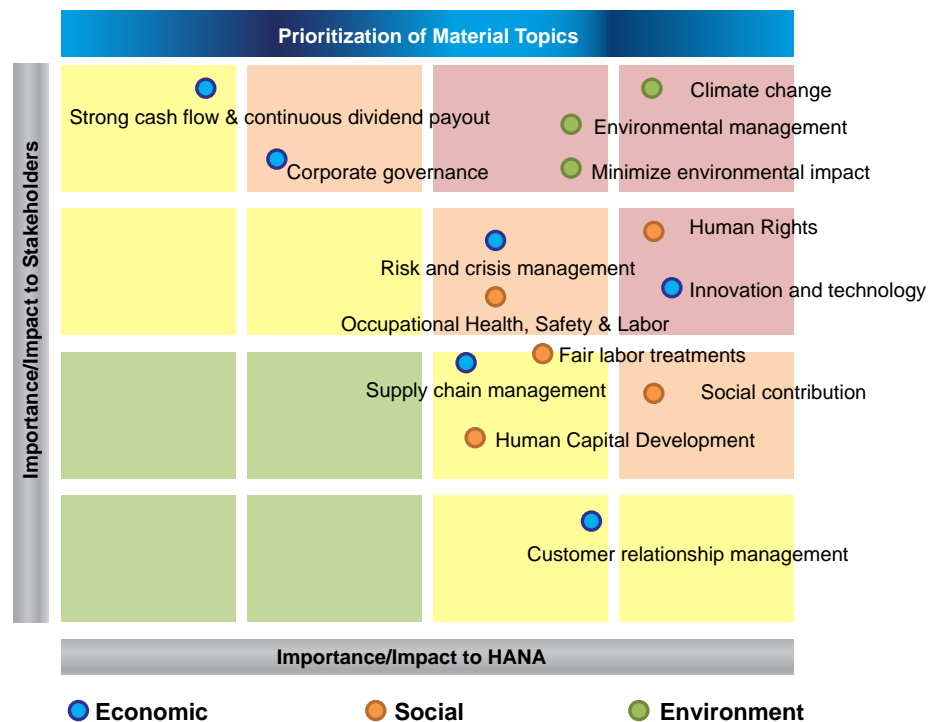 Prioritization of Material Topics
Importance/Impact to Stakeholders
Climate change
Strong cash flow & continuous dividend payout
Environmental management
Corporate governance
Minimize environmental impact
Human Rights
Risk and crisis management
Innovation and technology
Occupational Health, Safety & Labor
Fair labor treatments
Supply chain management
Social contribution
Human Capital Development
Customer relationship management
Importance/Impact to HANA
Economic
Social
Environment